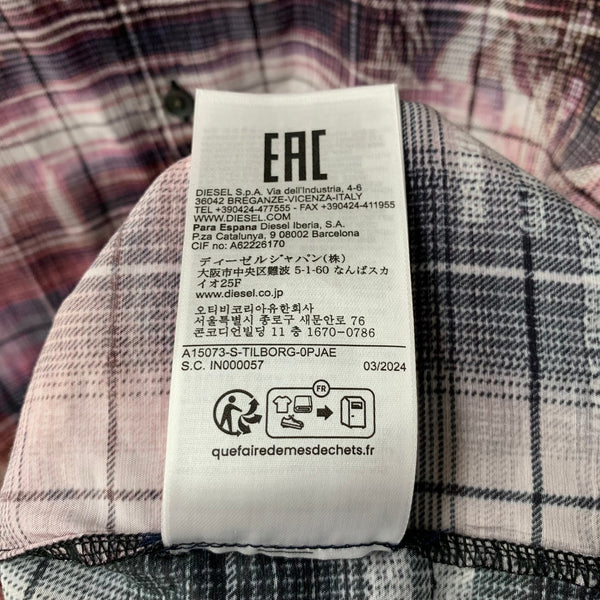 EAC
DIESEL S.p.A. Via dell'Industria, 4-6
36042 BREGANZE-VICENZA-ITALY
TEL +390424-477555 - FAX +390424-411955
WWW.DIESEL.COM
Para Espana Diesel Iberia, S.A.
P.za Catalunya, 9 08002 Barcelona
CIF no: A62226170
ディーゼルジャパン(株)
大阪市中央区難波 5-1-60 なんばスカ
イオ25F
www.diesel.co.jp
오티비코리아유한회사
서울특별시 종로구 새문안로 76
콘코디언빌딩 11 층 1670-0786
A15073-S-TILBORG-0PJAE
S.C. IN000057 03/2024
FR
quefairedemesdechets.fr